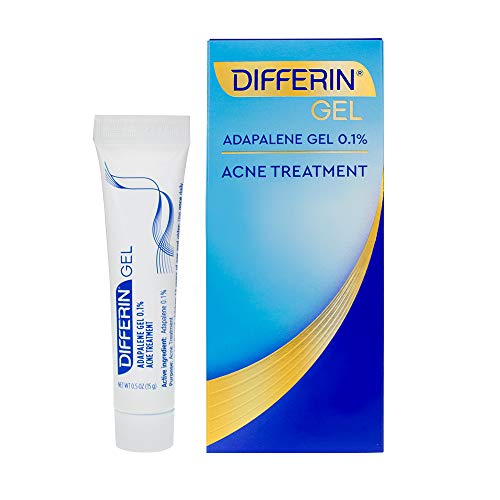 DIFFERIN®
GEL
ADAPALENE GEL 0.1%
ACNE TREATMENT
DIFFERIN GEL
ADAPALENE GEL 0.1%
ACNE TREATMENT
Active ingredient: Adapalene 0.1%
Purpose: Acne Treatment
NET WT 0.5 OZ (15 g)